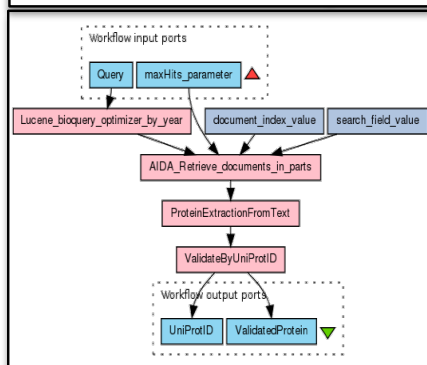 Workflow input ports
Query
maxHits_parameter
Lucene_bioquery_optimizer_by_year
document_index_value
search_field_value
AIDA_Retrieve_documents_in_parts
ProteinExtractionFromText
ValidateByUniProtID
Workflow output ports
UniProtID
ValidatedProtein